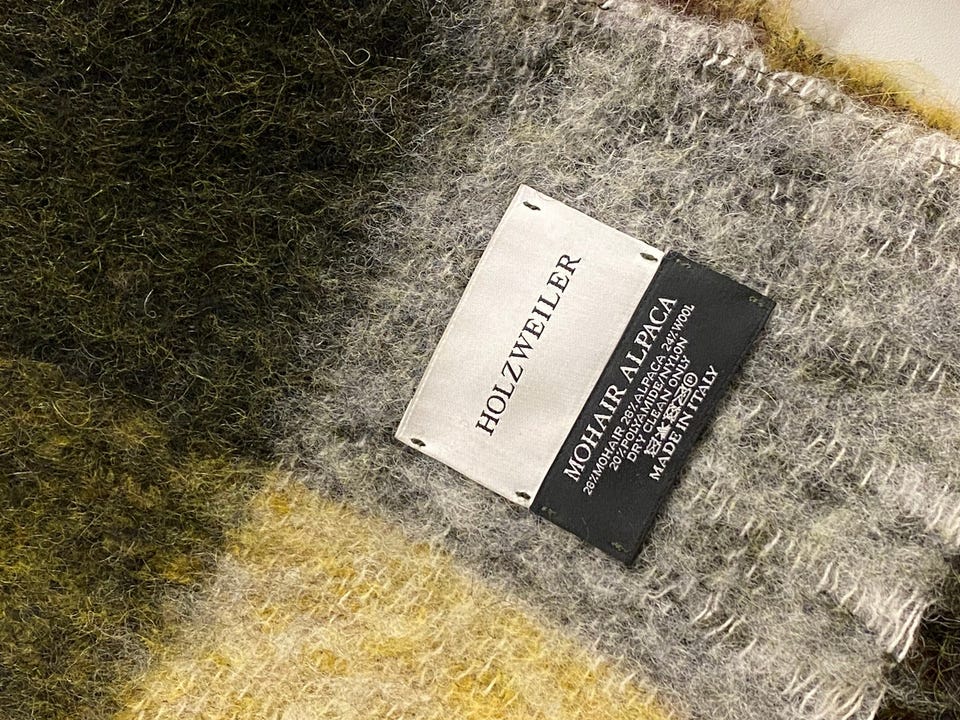 HOLZWEILER
MOHAIR ALPACA
28%MOHAIR 28%ALPACA 24%WOOL
20%POLYAMIDE/NYLON
DRY CLEAN ONLY
MADE IN ITALY